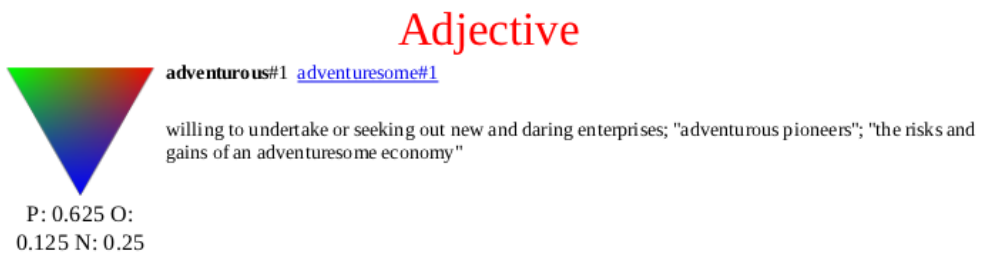 Adjective
adventurous#1 adventuresome#1
willing to undertake or seeking out new and daring enterprises; "adventurous pioneers"; "the risks and
gains of an adventuresome economy"
P: 0.625 O:
0.125 N: 0.25